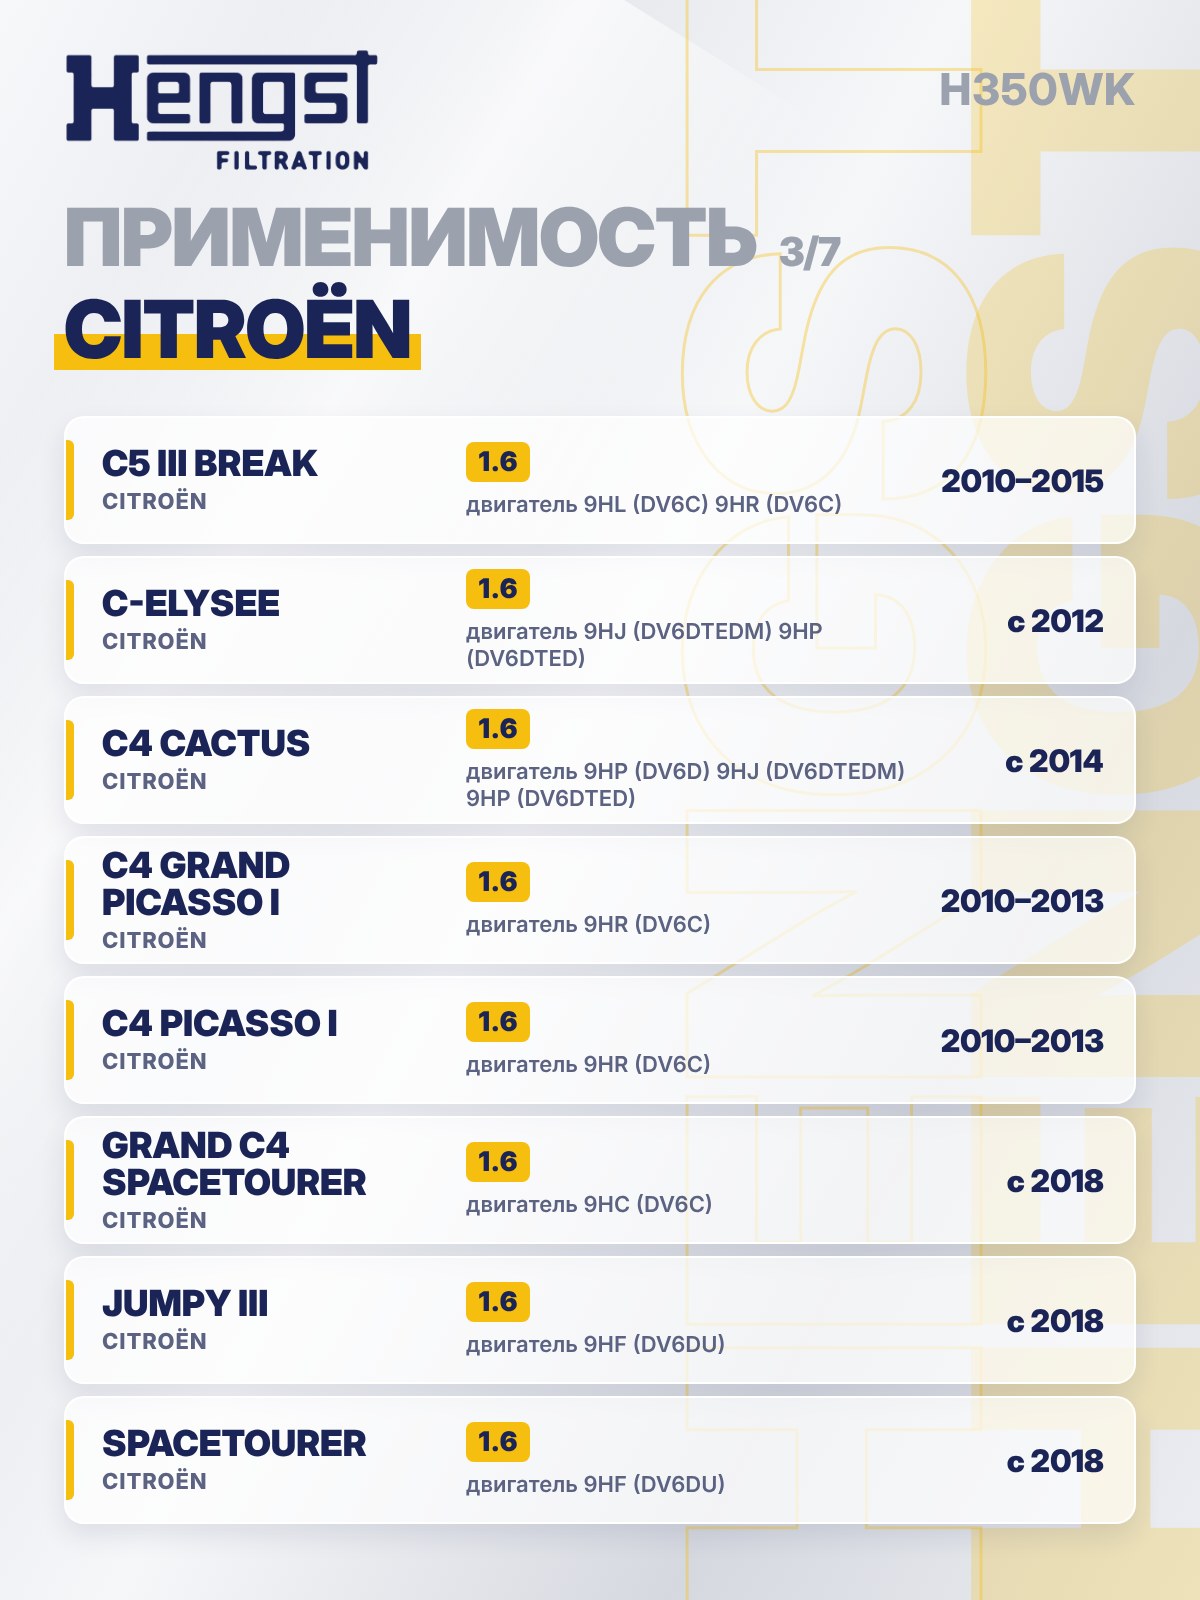 Hengst
FILTRATION
H350WK
ПРИМЕНИМОСТЬ 3/7
CITROËN
C5 III BREAK
CITROËN
1.6
двигатель 9HL (DV6C) 9HR (DV6C)
2010–2015
C-ELYSEE
CITROËN
1.6
двигатель 9HJ (DV6DTEDM) 9HP
(DV6DTED)
с 2012
C4 CACTUS
CITROËN
1.6
двигатель 9HP (DV6D) 9HJ (DV6DTEDM)
9HP (DV6DTED)
с 2014
C4 GRAND
PICASSO I
CITROËN
1.6
двигатель 9HR (DV6C)
2010–2013
C4 PICASSO I
CITROËN
1.6
двигатель 9HR (DV6C)
2010–2013
GRAND C4
SPACETOURER
CITROËN
1.6
двигатель 9HC (DV6C)
с 2018
JUMPY III
CITROËN
1.6
двигатель 9HF (DV6DU)
с 2018
SPACETOURER
CITROËN
1.6
двигатель 9HF (DV6DU)
с 2018
HENGST
HENGST